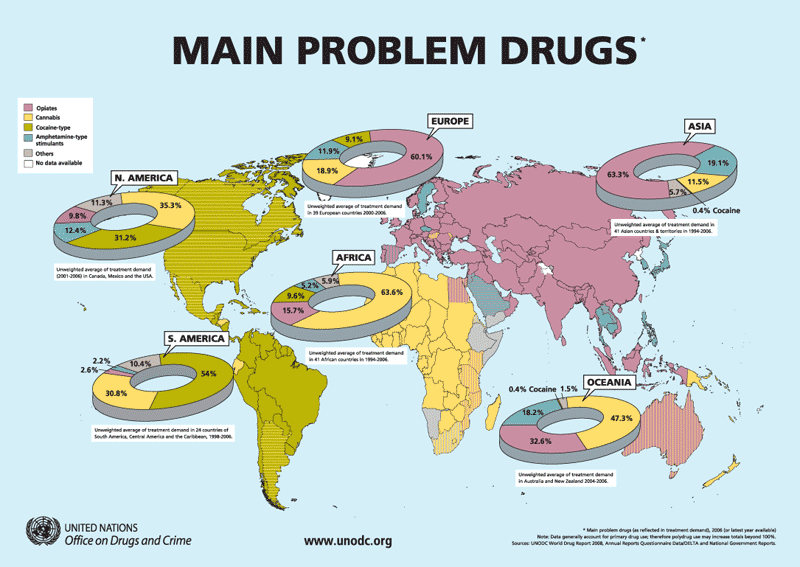 MAIN PROBLEM DRUGS*
Opiates
Cannabis
Cocaine-type
Amphetamine-type
stimulants
Others
No data available
N. AMERICA
11.3%
35.3%
9.8%
12.4%
31.2%
Unweighted average of treatment demand
(2001-2006) in Canada, Mexico and the USA.
EUROPE
9.1%
11.9%
60.1%
18.9%
Unweighted average of treatment demand
in 39 European countries 2000-2006.
ASIA
63.3%
19.1%
11.5%
5.7%
0.4% Cocaine
Unweighted average of treatment demand in
41 Asian countries & territories in 1994-2006.
AFRICA
5.9%
5.2%
63.6%
9.6%
15.7%
Unweighted average of treatment demand
in 41 African countries in 1994-2006.
S. AMERICA
2.2%
10.4%
2.6%
54%
30.8%
Unweighted average of treatment demand in 24 countries of
South America, Central America and the Caribbean, 1998-2006.
OCEANIA
0.4% Cocaine
1.5%
18.2%
47.3%
32.6%
Unweighted average of treatment demand
in Australia and New Zealand 2004-2006.
UNITED NATIONS
Office on Drugs and Crime
www.unodc.org
* Main problem drugs (as reflected in treatment demand), 2006 (or latest year available)
Note: Data generally account for primary drug use; therefore polydrug use may increase totals beyond 100%.
Sources: UNODC World Drug Report 2008, Annual Reports Questionnaire Data/DELTA and National Government Reports.